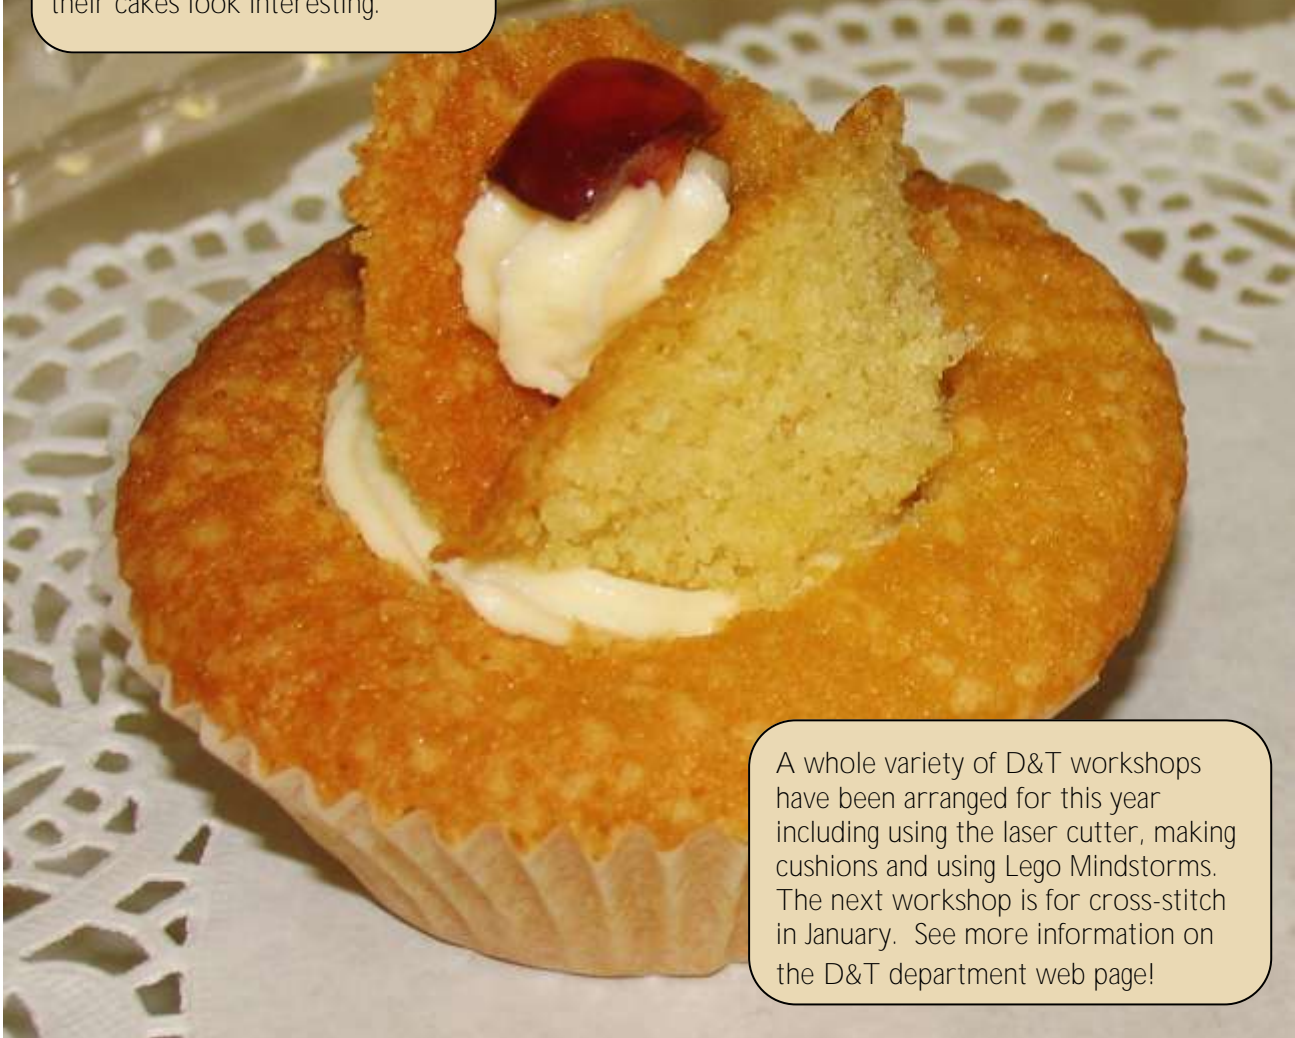 their cakes look interesting.
A whole variety of D&T workshops
have been arranged for this year
including using the laser cutter, making
cushions and using Lego Mindstorms.
The next workshop is for cross-stitch
in January.  See more information on
the D&T department web page!